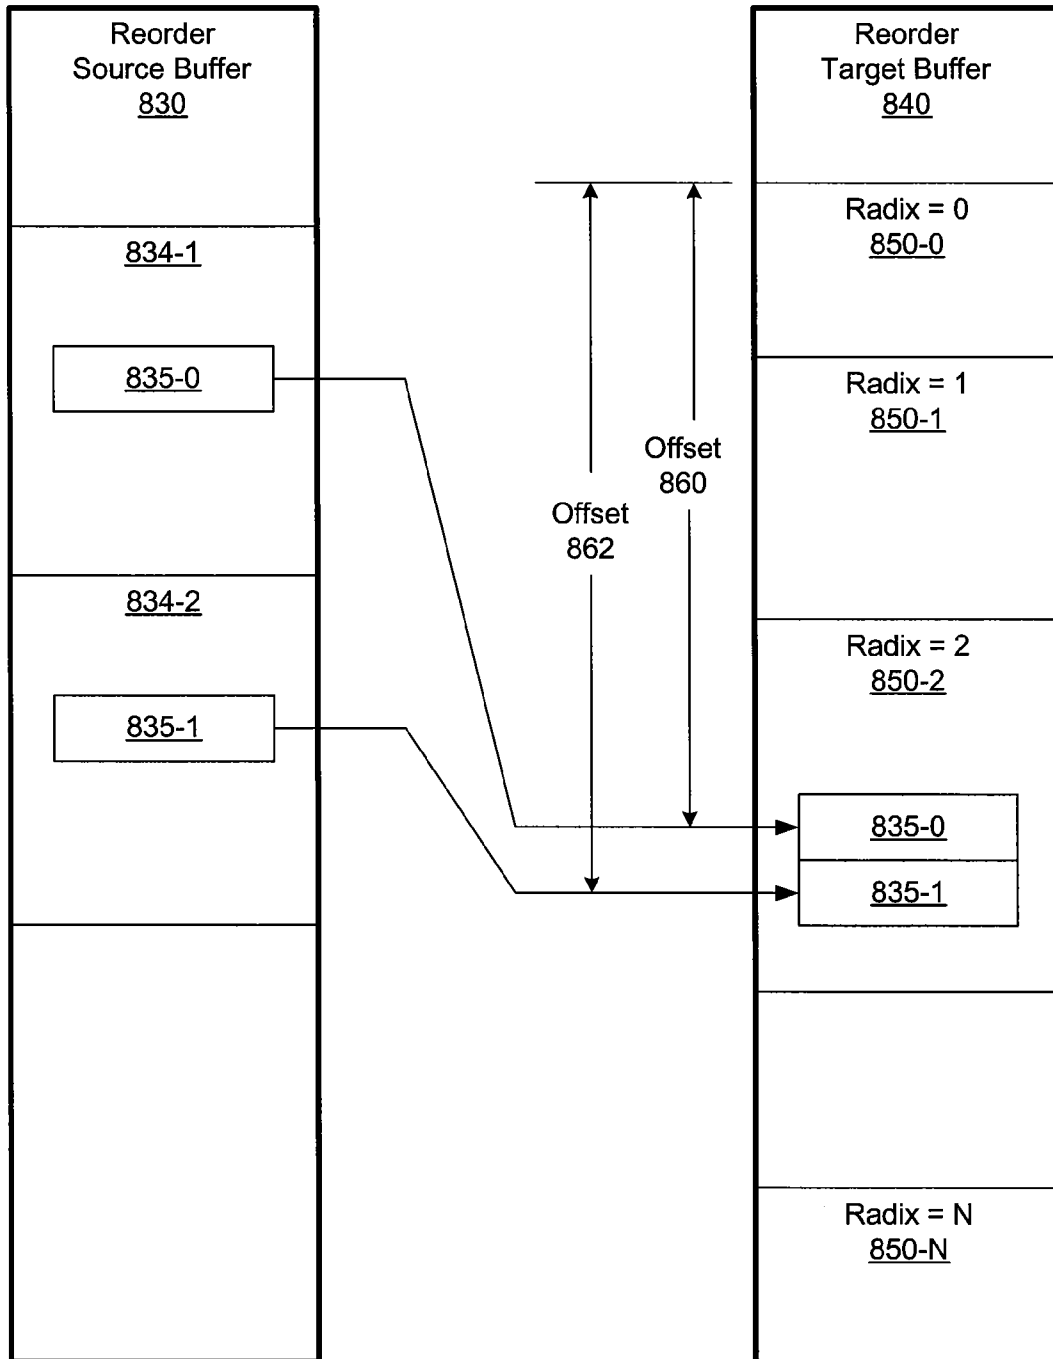 Reorder
Source Buffer
830
834-1
835-0
834-2
835-1
Offset
862
Offset
860
Reorder
Target Buffer
840
Radix = 0
850-0
Radix = 1
850-1
Radix = 2
850-2
835-0
835-1
Radix = N
850-N